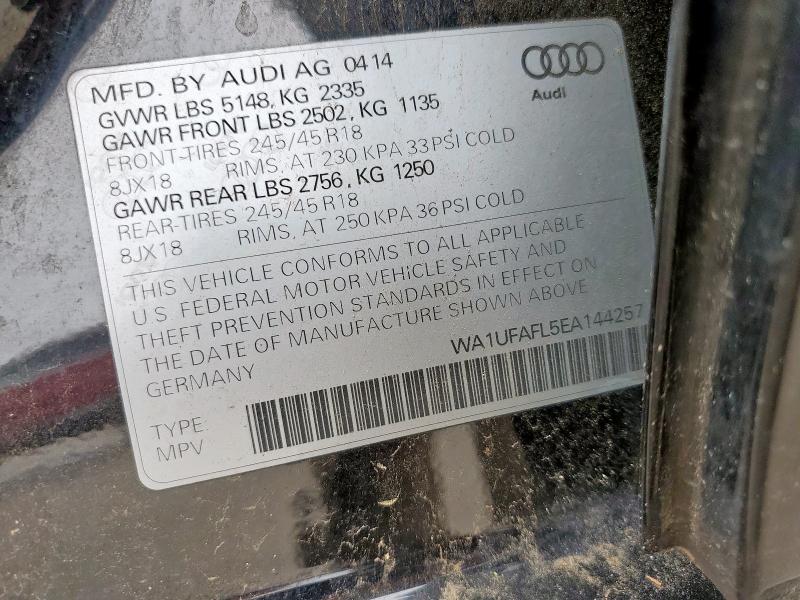 MFD. BY AUDI AG 0414
GVWR LBS 5148, KG 2335
GAWR FRONT LBS 2502, KG 1135
FRONT-TIRES 245/45 R18
8JX18 RIMS, AT 230 KPA 33 PSI COLD
GAWR REAR LBS 2756, KG 1250
REAR-TIRES 245/45 R18
8JX18 RIMS, AT 250 KPA 36 PSI COLD
Audi
THIS VEHICLE CONFORMS TO ALL APPLICABLE
U.S. FEDERAL MOTOR VEHICLE SAFETY AND
THEFT PREVENTION STANDARDS IN EFFECT ON
THE DATE OF MANUFACTURE SHOWN ABOVE
GERMANY WA1UFAFL5EA144257
TYPE:
MPV